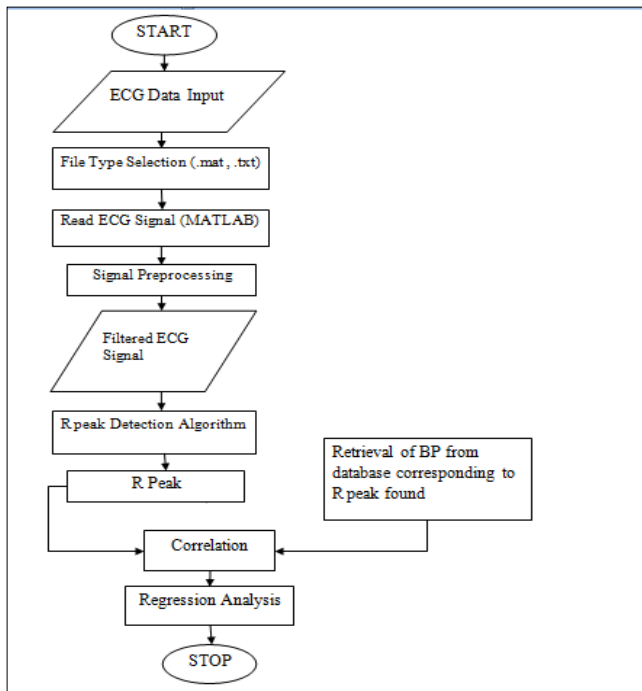 START
ECG Data Input
File Type Selection (.mat, .txt)
Read ECG Signal (MATLAB)
Signal Preprocessing
Filtered ECG
Signal
R peak Detection Algorithm
R Peak
Retrieval of BP from
database corresponding to
R peak found
Correlation
Regression Analysis
STOP